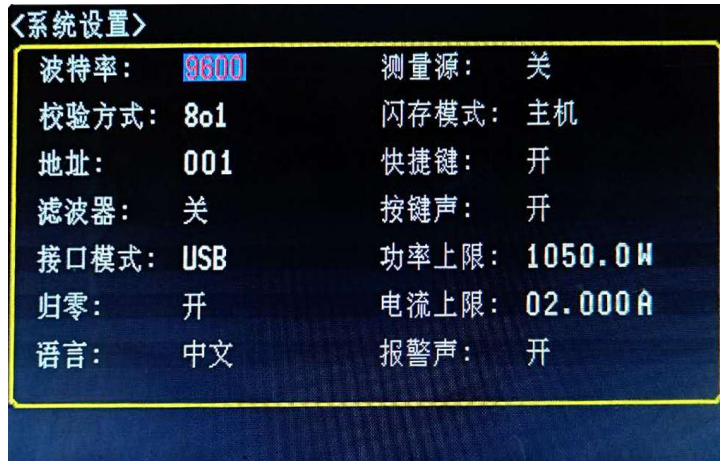 <系统设置>
波特率: 9600 测量源: 关
校验方式: 8o1 闪存模式: 主机
地址: 001 快捷键: 开
滤波器: 关 按键声: 开
接口模式: USB 功率上限: 1050.0W
归零: 开 电流上限: 02.000A
语言: 中文 报警声: 开